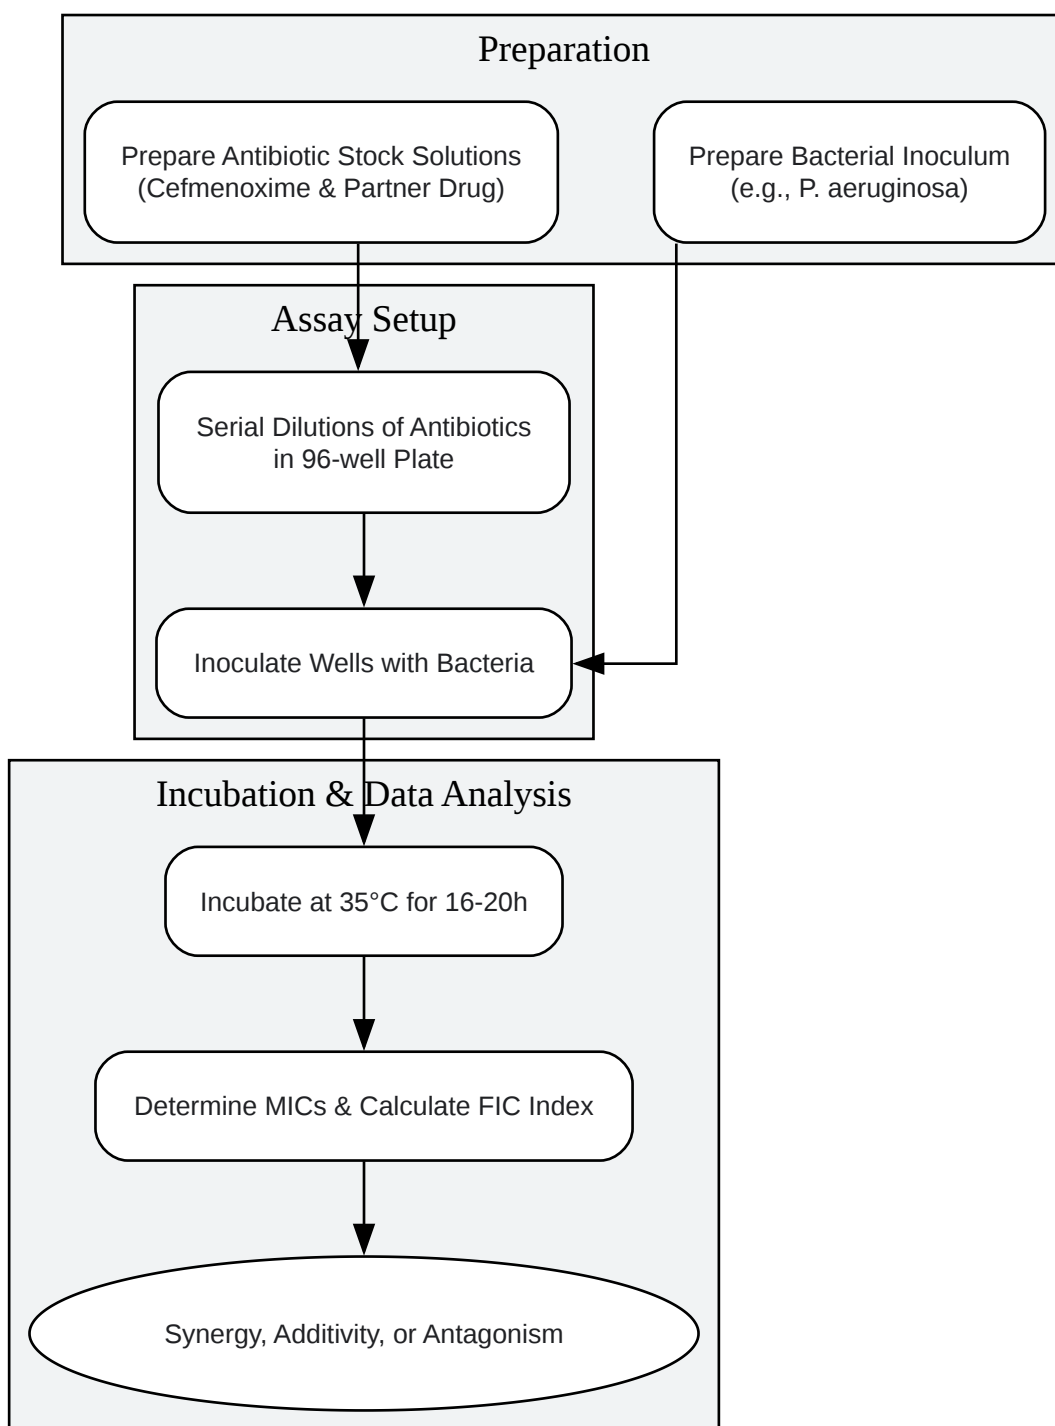 Preparation
Prepare Antibiotic Stock Solutions
(Cefmenoxime & Partner Drug)
Prepare Bacterial Inoculum
(e.g., P. aeruginosa)
Assay Setup
Serial Dilutions of Antibiotics
in 96-well Plate
Inoculate Wells with Bacteria
Incubation & Data Analysis
Incubate at 35°C for 16-20h
Determine MICs & Calculate FIC Index
Synergy, Additivity, or Antagonism